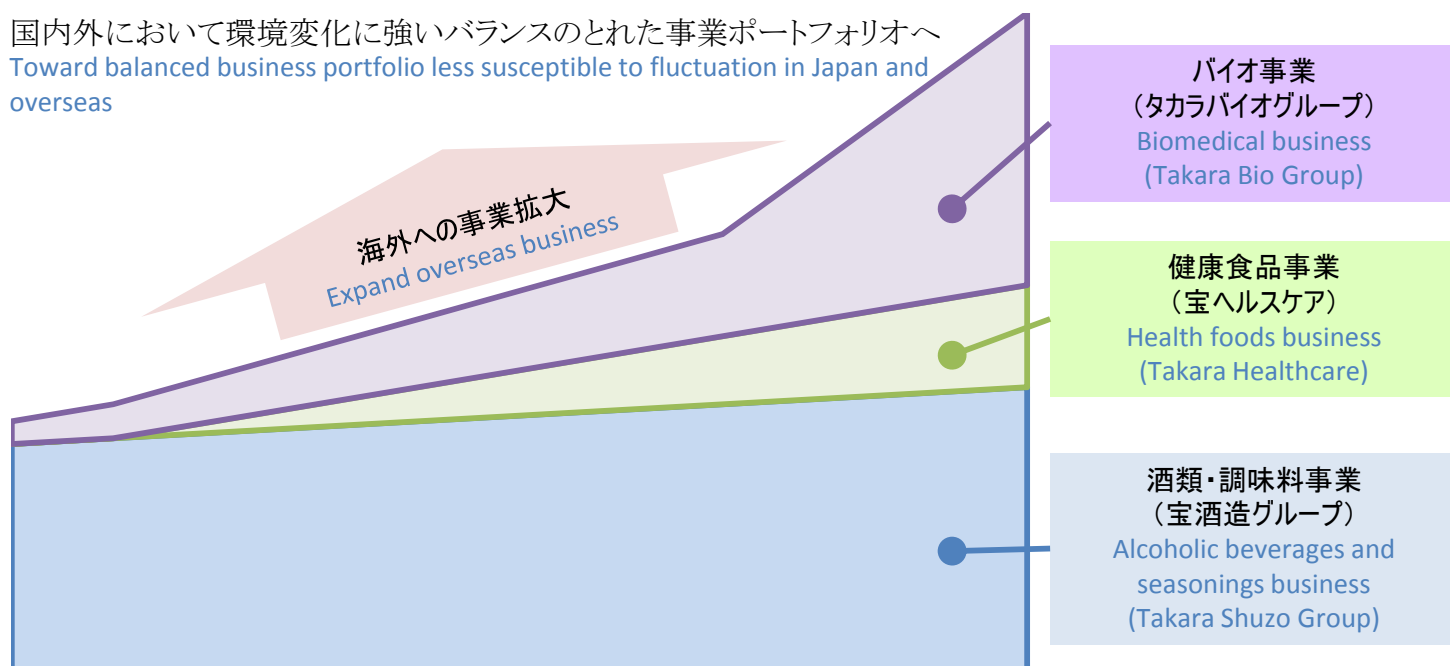 国内外において環境変化に強いバランスのとれた事業ポートフォリオへ
Toward balanced business portfolio less susceptible to fluctuation in Japan and
overseas
海外への事業拡大
Expand overseas business
バイオ事業
（タカラバイオグループ）
Biomedical business
(Takara Bio Group)
健康食品事業
（宝ヘルスケア）
Health foods business
(Takara Healthcare)
酒類・調味料事業
（宝酒造グループ）
Alcoholic beverages and
seasonings business
(Takara Shuzo Group)